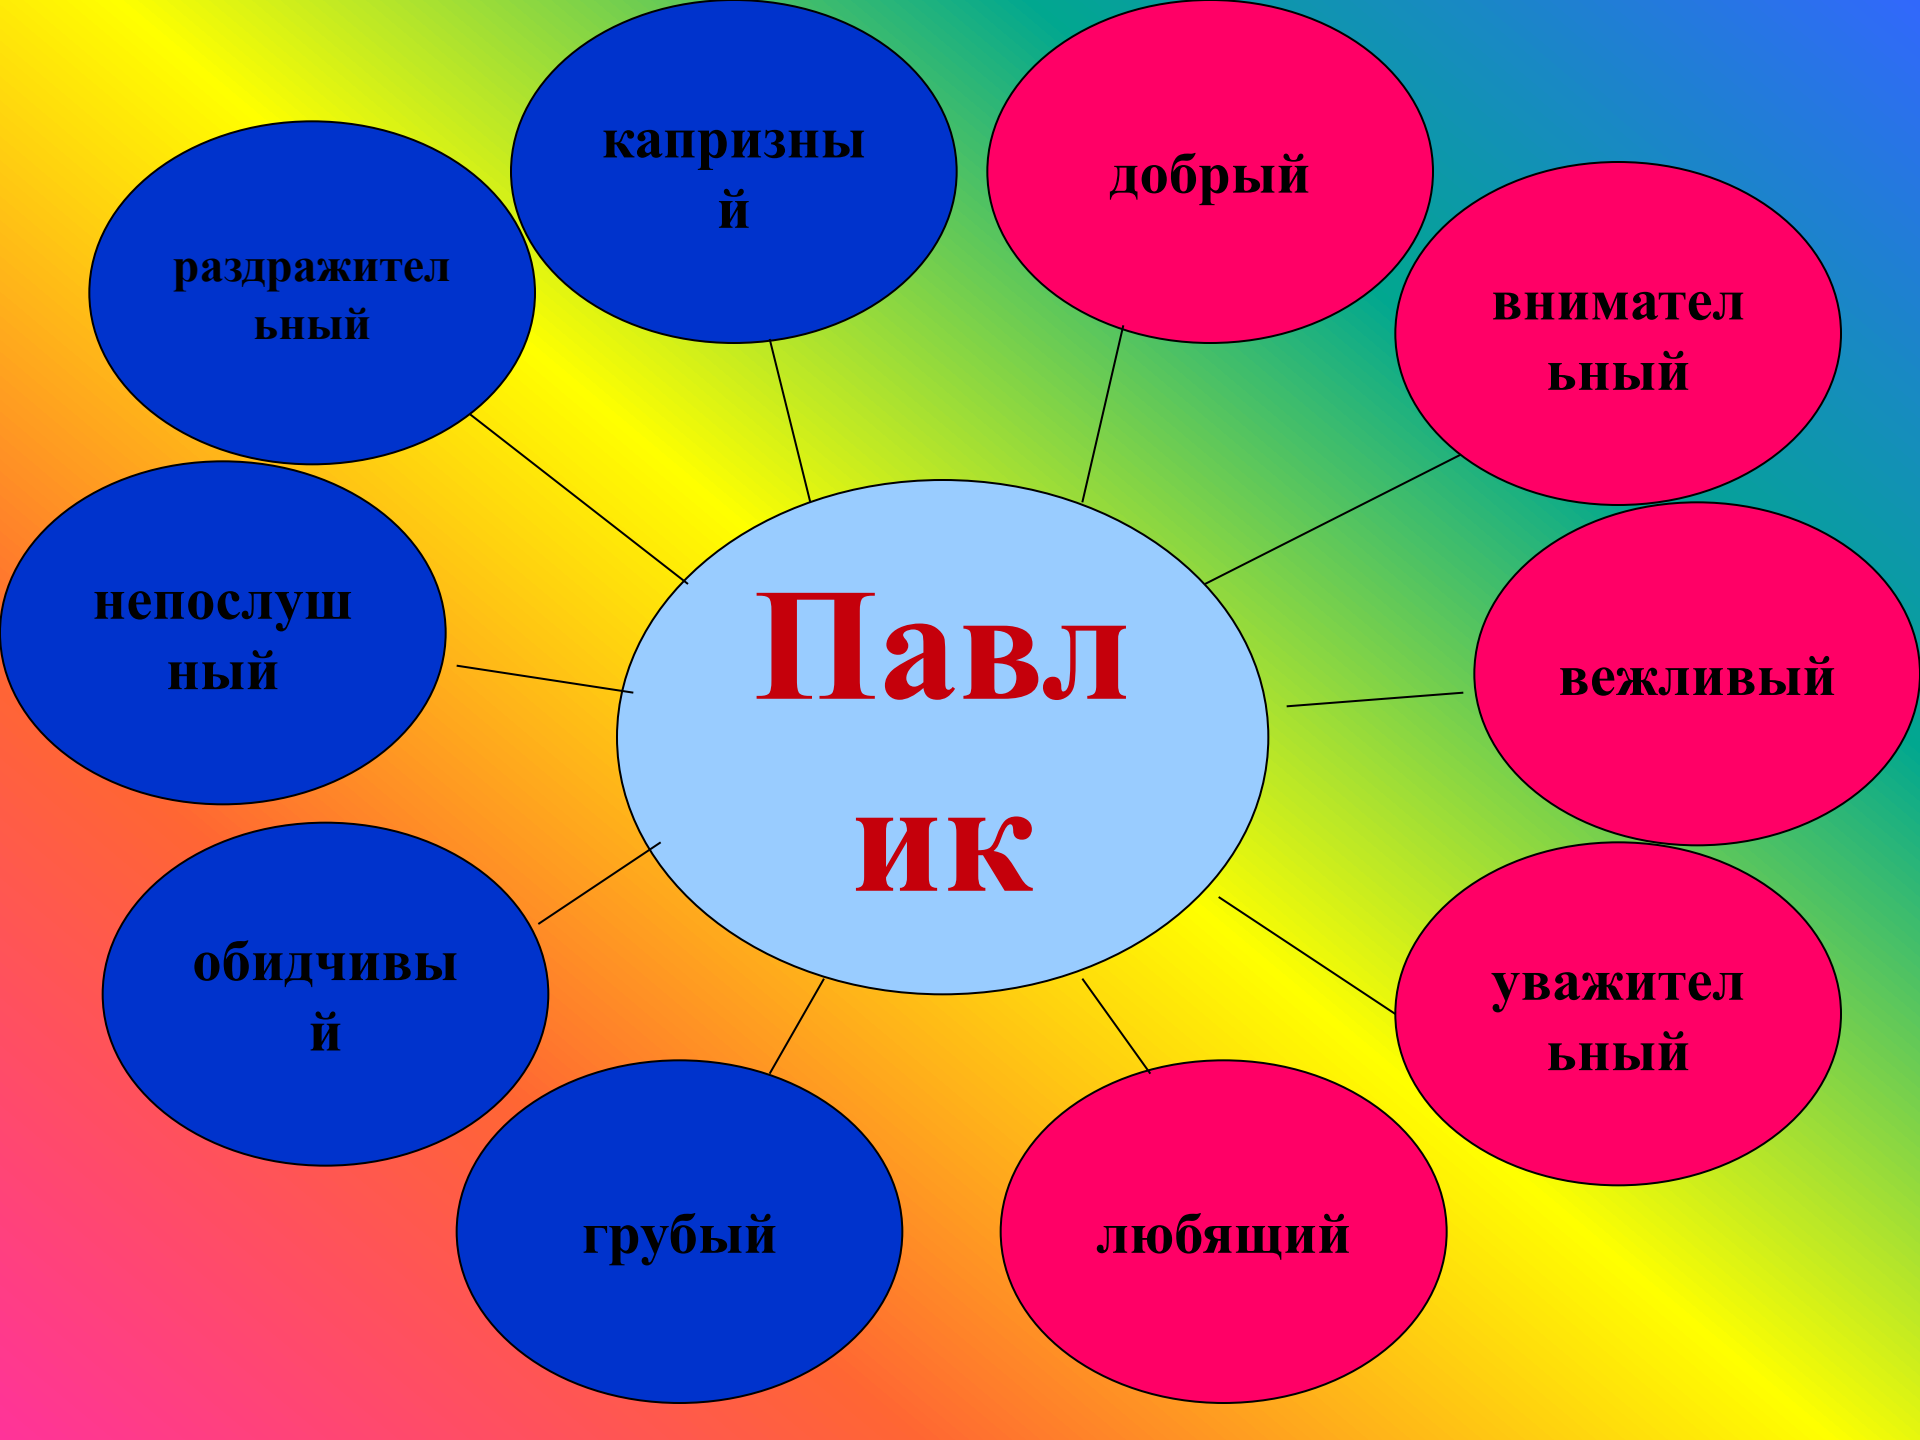 капризны
й
добрый
раздражител
ьный
внимател
ьный
непослуш
ный
Павл
ик
вежливый
обидчивы
й
уважител
ьный
грубый
любящий